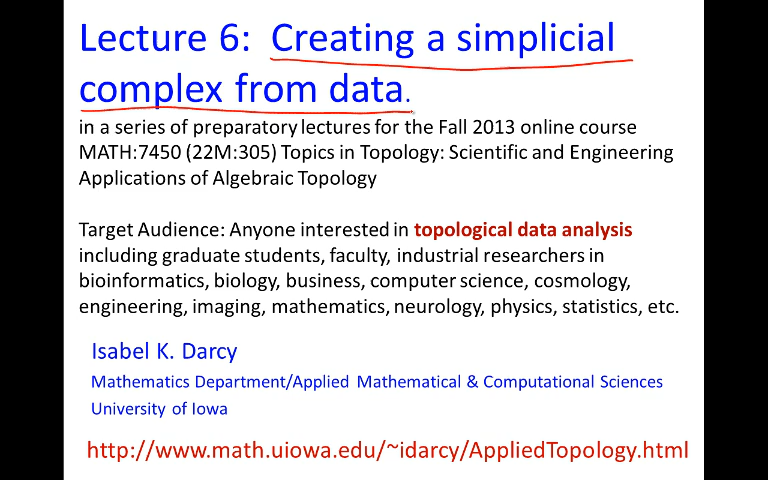 Lecture 6:  Creating a simplicial
complex from data.
in a series of preparatory lectures for the Fall 2013 online course
MATH:7450 (22M:305) Topics in Topology: Scientific and Engineering
Applications of Algebraic Topology
Target Audience: Anyone interested in topological data analysis
including graduate students, faculty, industrial researchers in
bioinformatics, biology, business, computer science, cosmology,
engineering, imaging, mathematics, neurology, physics, statistics, etc.
Isabel K. Darcy
Mathematics Department/Applied Mathematical & Computational Sciences
University of Iowa
http://www.math.uiowa.edu/~idarcy/AppliedTopology.html